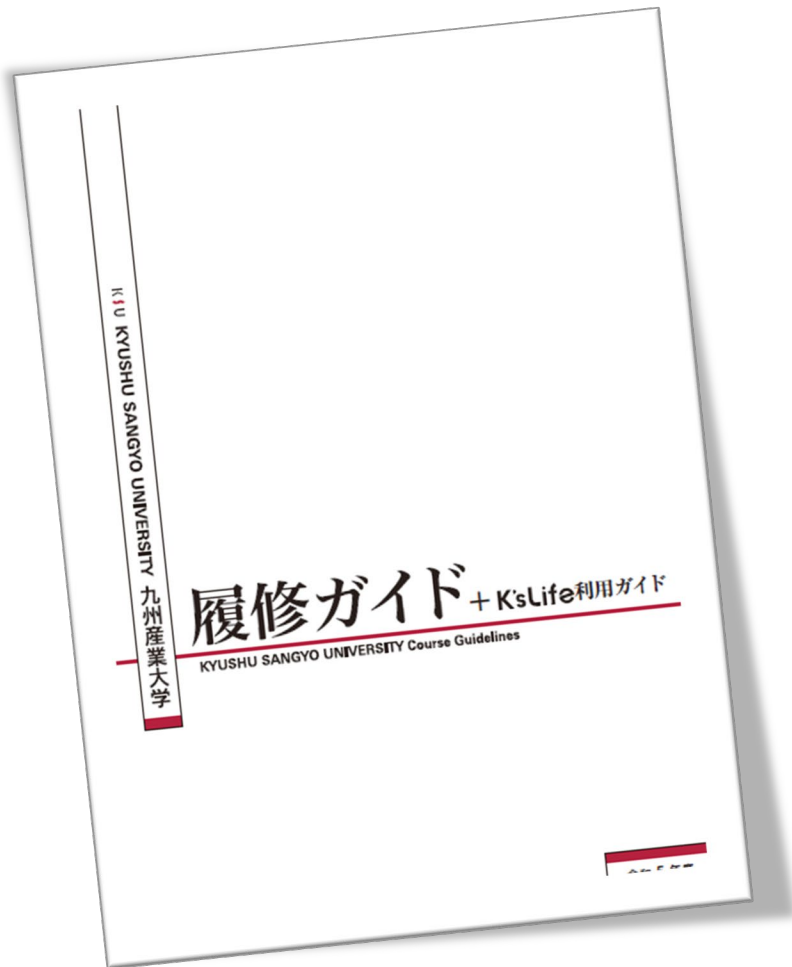 KSU KYUSHU SANGYO UNIVERSITY 九州産業大学
履修ガイド+K'sLife利用ガイド
KYUSHU SANGYO UNIVERSITY Course Guidelines